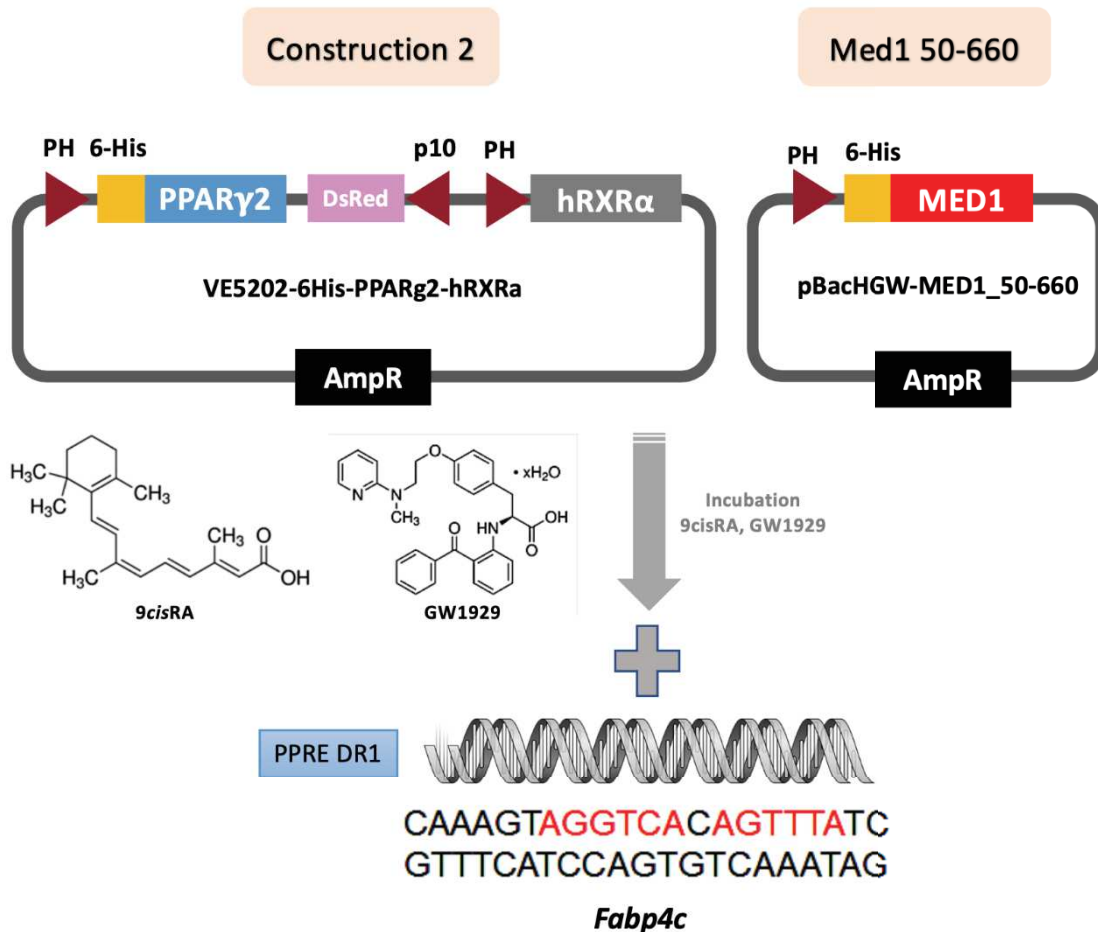 Construction 2
Med1 50-660
PH 6-His p10 PH
PPARγ2 DsRed hRXRα
VE5202-6His-PPARg2-hRXRa
AmpR
PH 6-His
MED1
pBacHGW-MED1_50-660
AmpR
H₃C CH₃
CH₃
CH₃ O
H₃C OH
9cisRA
O • xH₂O
N N
CH₃ HN OH
O O
GW1929
Incubation
9cisRA, GW1929
PPRE DR1
CAAAGTAGGTCACAGTTTATC
GTTTCATCCAGTGTCAAATAG
Fabp4c